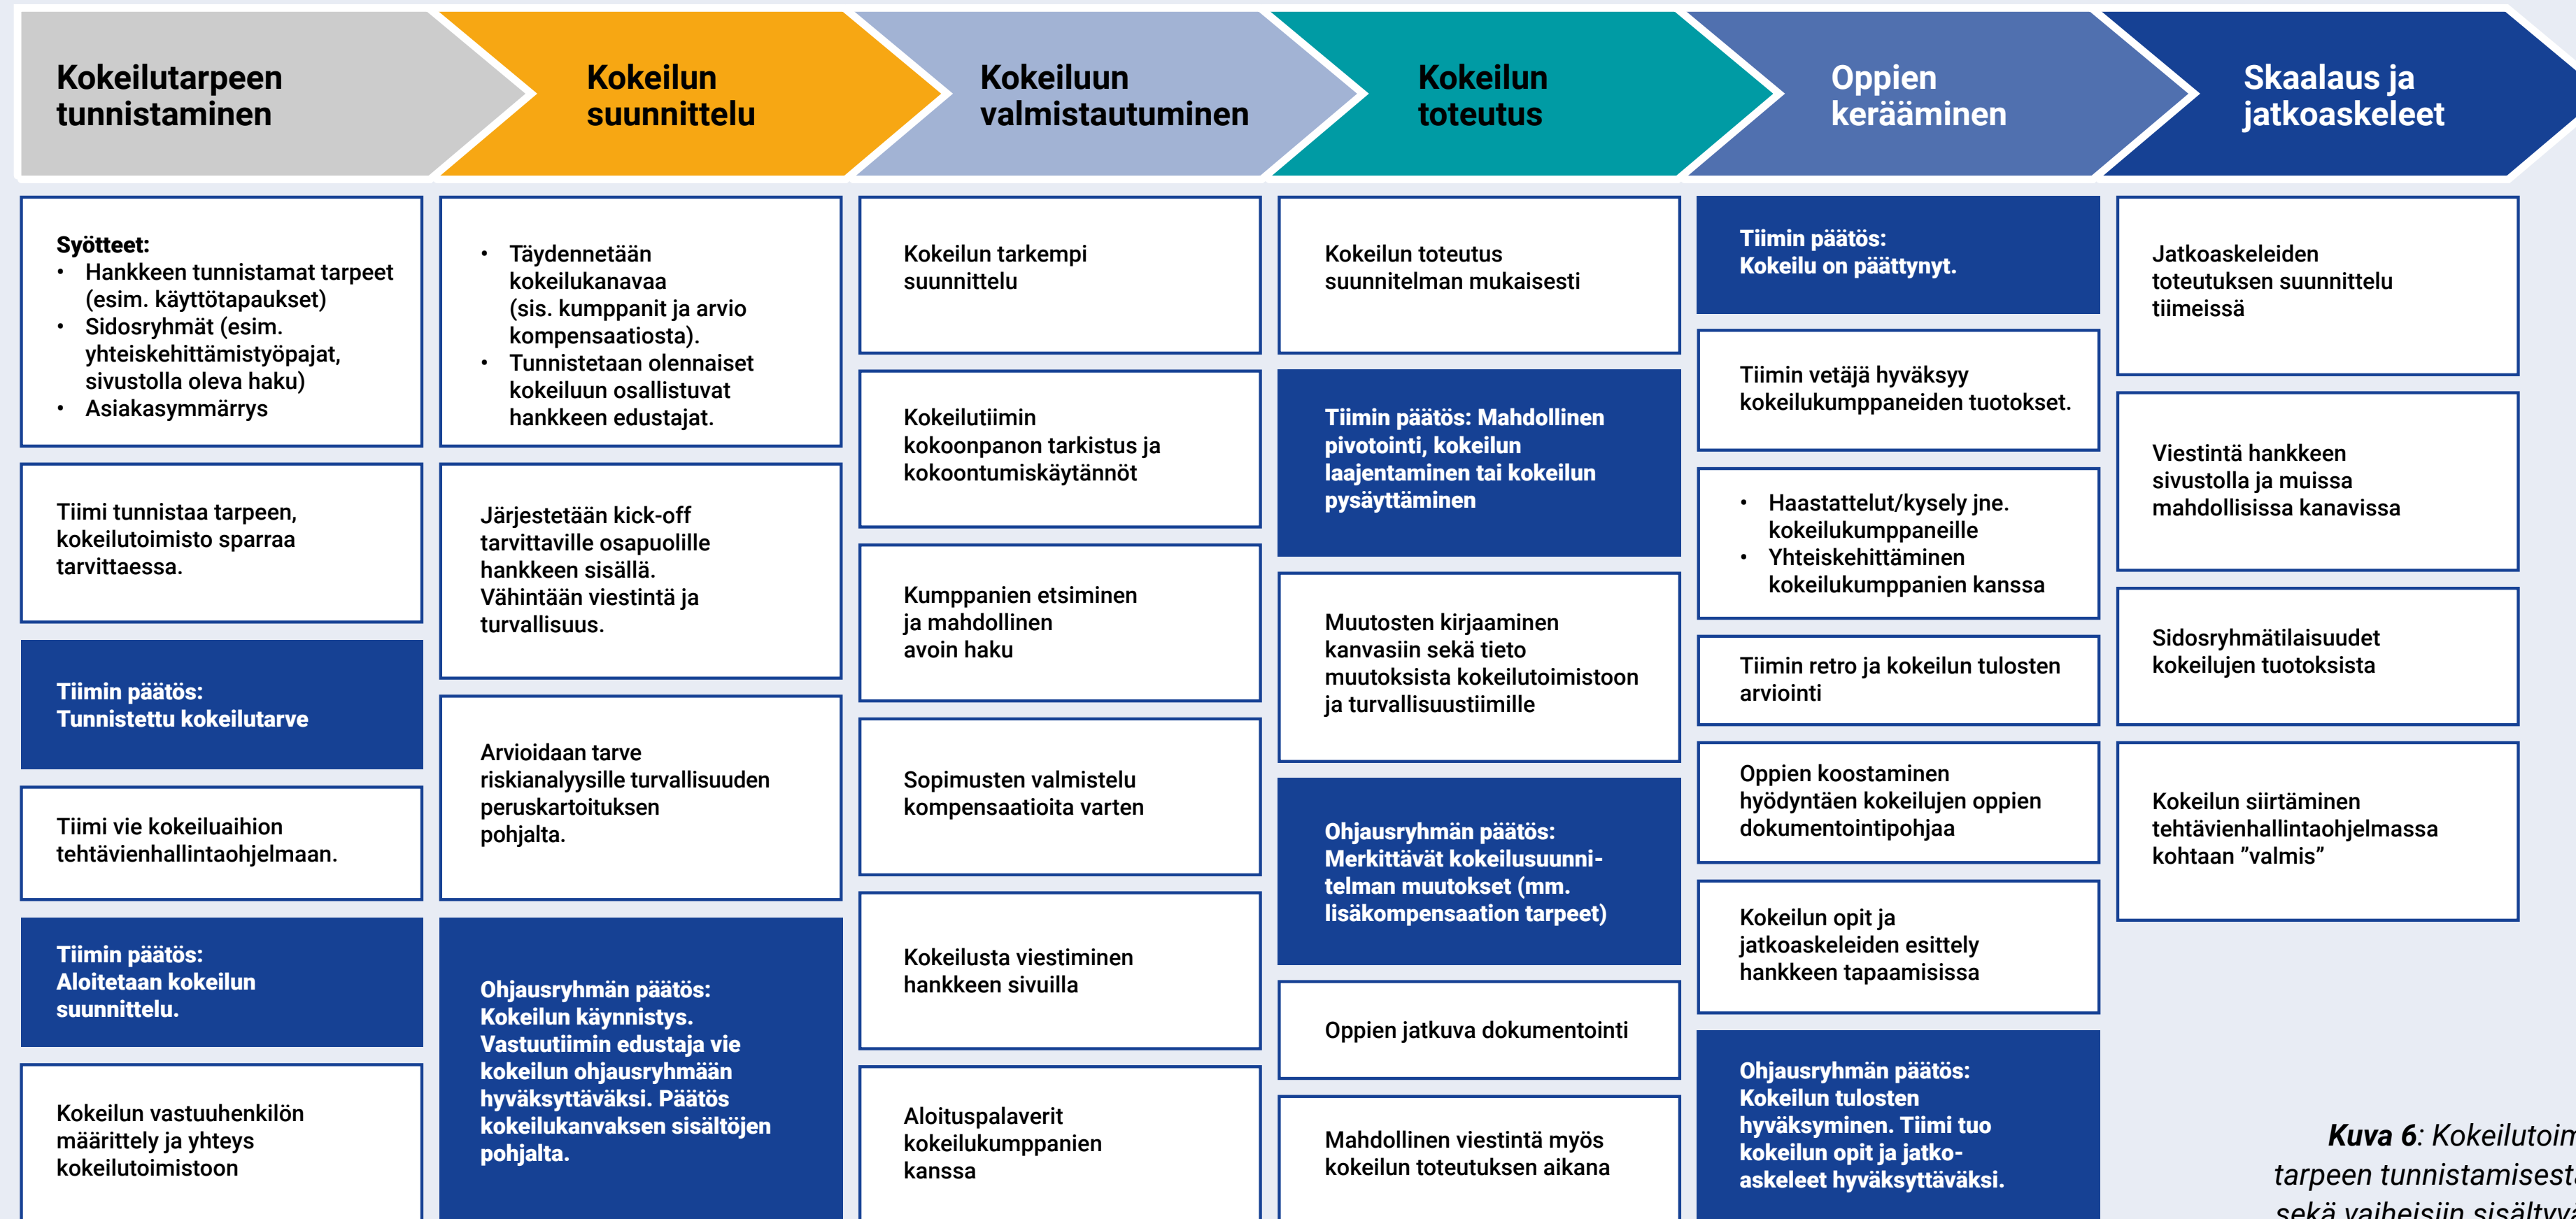 Kokeilutarpeen
tunnistaminen
Kokeilun
suunnittelu
Kokeiluun
valmistautuminen
Kokeilun
toteutus
Oppien
kerääminen
Skaalaus ja
jatkoaskeleet
Syötteet:
• Hankkeen tunnistamat tarpeet
(esim. käyttötapaukset)
• Sidosryhmät (esim.
yhteiskehittämistyöpajat,
sivustolla oleva haku)
• Asiakasymmärrys
Tiimi tunnistaa tarpeen,
kokeilutoimisto sparraa
tarvittaessa.
Tiimin päätös:
Tunnistettu kokeilutarve
Tiimi vie kokeiluaihion
tehtävienhallintaohjelmaan.
Tiimin päätös:
Aloitetaan kokeilun
suunnittelu.
Kokeilun vastuuhenkilön
määrittely ja yhteys
kokeilutoimistoon
• Täydennetään
kokeilukanavaa
(sis. kumppanit ja arvio
kompensaatiosta).
• Tunnistetaan olennaiset
kokeiluun osallistuvat
hankkeen edustajat.
Järjestetään kick-off
tarvittaville osapuolille
hankkeen sisällä.
Vähintään viestintä ja
turvallisuus.
Arvioidaan tarve
riskianalyysille turvallisuuden
peruskartoituksen
pohjalta.
Ohjausryhmän päätös:
Kokeilun käynnistys.
Vastuutiimin edustaja vie
kokeilun ohjausryhmään
hyväksyttäväksi. Päätös
kokeilukanvaksen sisältöjen
pohjalta.
Kokeilun tarkempi
suunnittelu
Kokeilutiimin
kokoonpanon tarkistus ja
kokoontumiskäytännöt
Kumppanien etsiminen
ja mahdollinen
avoin haku
Sopimusten valmistelu
kompensaatioita varten
Kokeilusta viestiminen
hankkeen sivuilla
Aloituspalaverit
kokeilukumppanien
kanssa
Kokeilun toteutus
suunnitelman mukaisesti
Tiimin päätös: Mahdollinen
pivotointi, kokeilun
laajentaminen tai kokeilun
pysäyttäminen
Muutosten kirjaaminen
kanvasiin sekä tieto
muutoksista kokeilutoimistoon
ja turvallisuustiimille
Ohjausryhmän päätös:
Merkittävät kokeilusuunni-
telman muutokset (mm.
lisäkompensaation tarpeet)
Oppien jatkuva dokumentointi
Mahdollinen viestintä myös
kokeilun toteutuksen aikana
Tiimin päätös:
Kokeilu on päättynyt.
Tiimin vetäjä hyväksyy
kokeilukumppaneiden tuotokset.
• Haastattelut/kysely jne.
kokeilukumppaneille
• Yhteiskehittäminen
kokeilukumppanien kanssa
Tiimin retro ja kokeilun tulosten
arviointi
Oppien koostaminen
hyödyntäen kokeilujen oppien
dokumentointipohjaa
Kokeilun opit ja
jatkoaskeleiden esittely
hankkeen tapaamisissa
Ohjausryhmän päätös:
Kokeilun tulosten
hyväksyminen. Tiimi tuo
kokeilun opit ja jatko-
askeleet hyväksyttäväksi.
Jatkoaskeleiden
toteutuksen suunnittelu
tiimeissä
Viestintä hankkeen
sivustolla ja muissa
mahdollisissa kanavissa
Sidosryhmätilaisuudet
kokeilujen tuotoksista
Kokeilun siirtäminen
tehtävienhallintaohjelmassa
kohtaan ”valmis”
Kuva 6:
tarpeen
sekä vaiheisiin